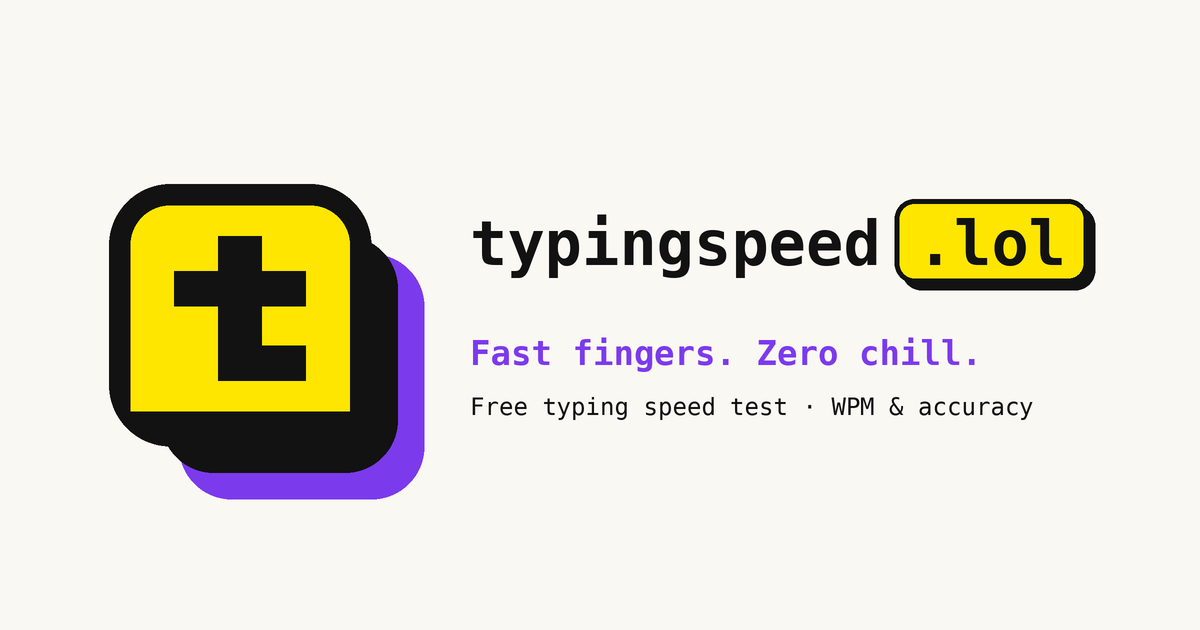 t
typingspeed .lol
Fast fingers. Zero chill.
Free typing speed test · WPM & accuracy